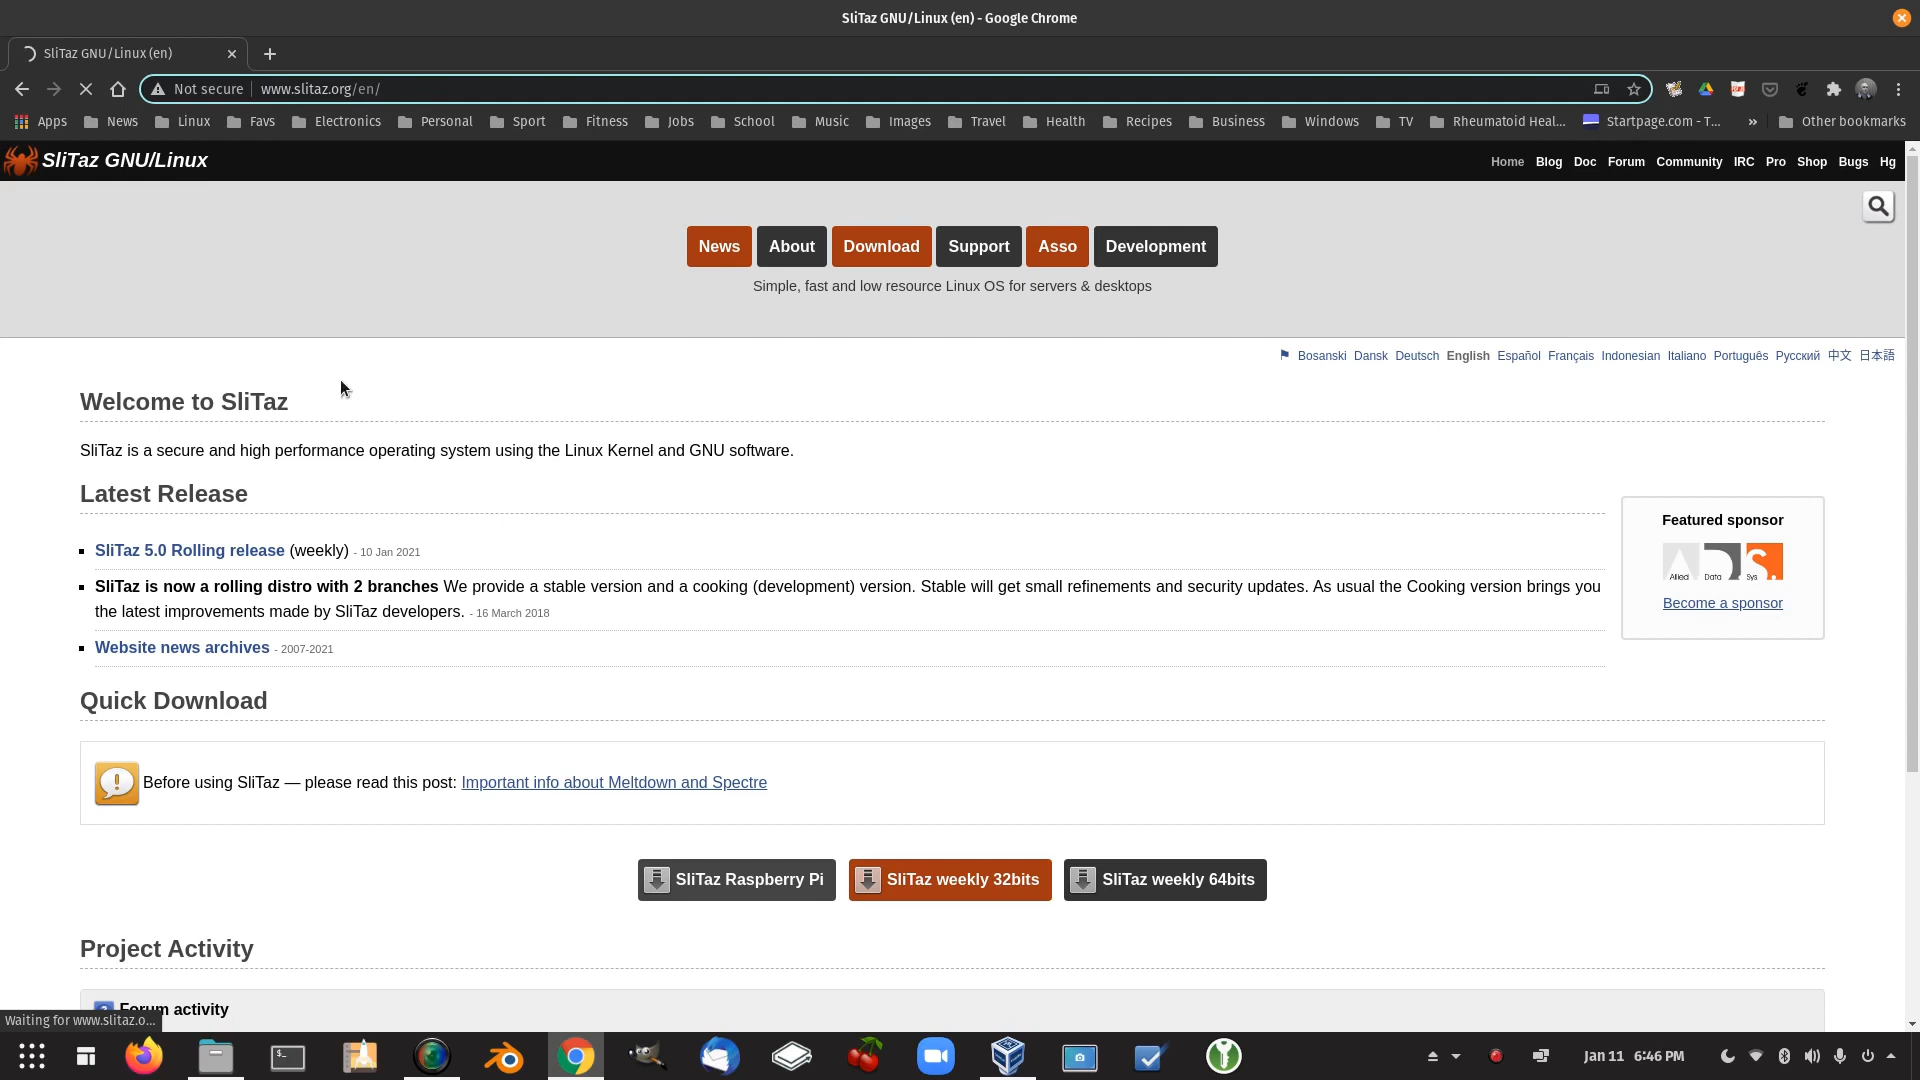 SliTaz GNU/Linux (en) - Google Chrome
SliTaz GNU/Linux (en)
Not secure www.slitaz.org/en/
Apps News Linux Favs Electronics Personal Sport Fitness Jobs School Music Images Travel Health Recipes Business Windows TV Rheumatoid Heal... Startpage.com - T... » Other bookmarks
SliTaz GNU/Linux
Home Blog Doc Forum Community IRC Pro Shop Bugs Hg
News About Download Support Asso Development
Simple, fast and low resource Linux OS for servers & desktops
Bosanski Dansk Deutsch English Español Français Indonesian Italiano Português Русский 中文 日本語
Welcome to SliTaz
SliTaz is a secure and high performance operating system using the Linux Kernel and GNU software.
Latest Release
SliTaz 5.0 Rolling release (weekly) - 10 Jan 2021
SliTaz is now a rolling distro with 2 branches We provide a stable version and a cooking (development) version. Stable will get small refinements and security updates. As usual the Cooking version brings you
the latest improvements made by SliTaz developers. - 16 March 2018
Website news archives - 2007-2021
Featured sponsor
Allied Data Sys
Become a sponsor
Quick Download
Before using SliTaz — please read this post: Important info about Meltdown and Spectre
SliTaz Raspberry Pi SliTaz weekly 32bits SliTaz weekly 64bits
Project Activity
Forum activity
Waiting for www.slitaz.o...
Jan 11 6:46 PM